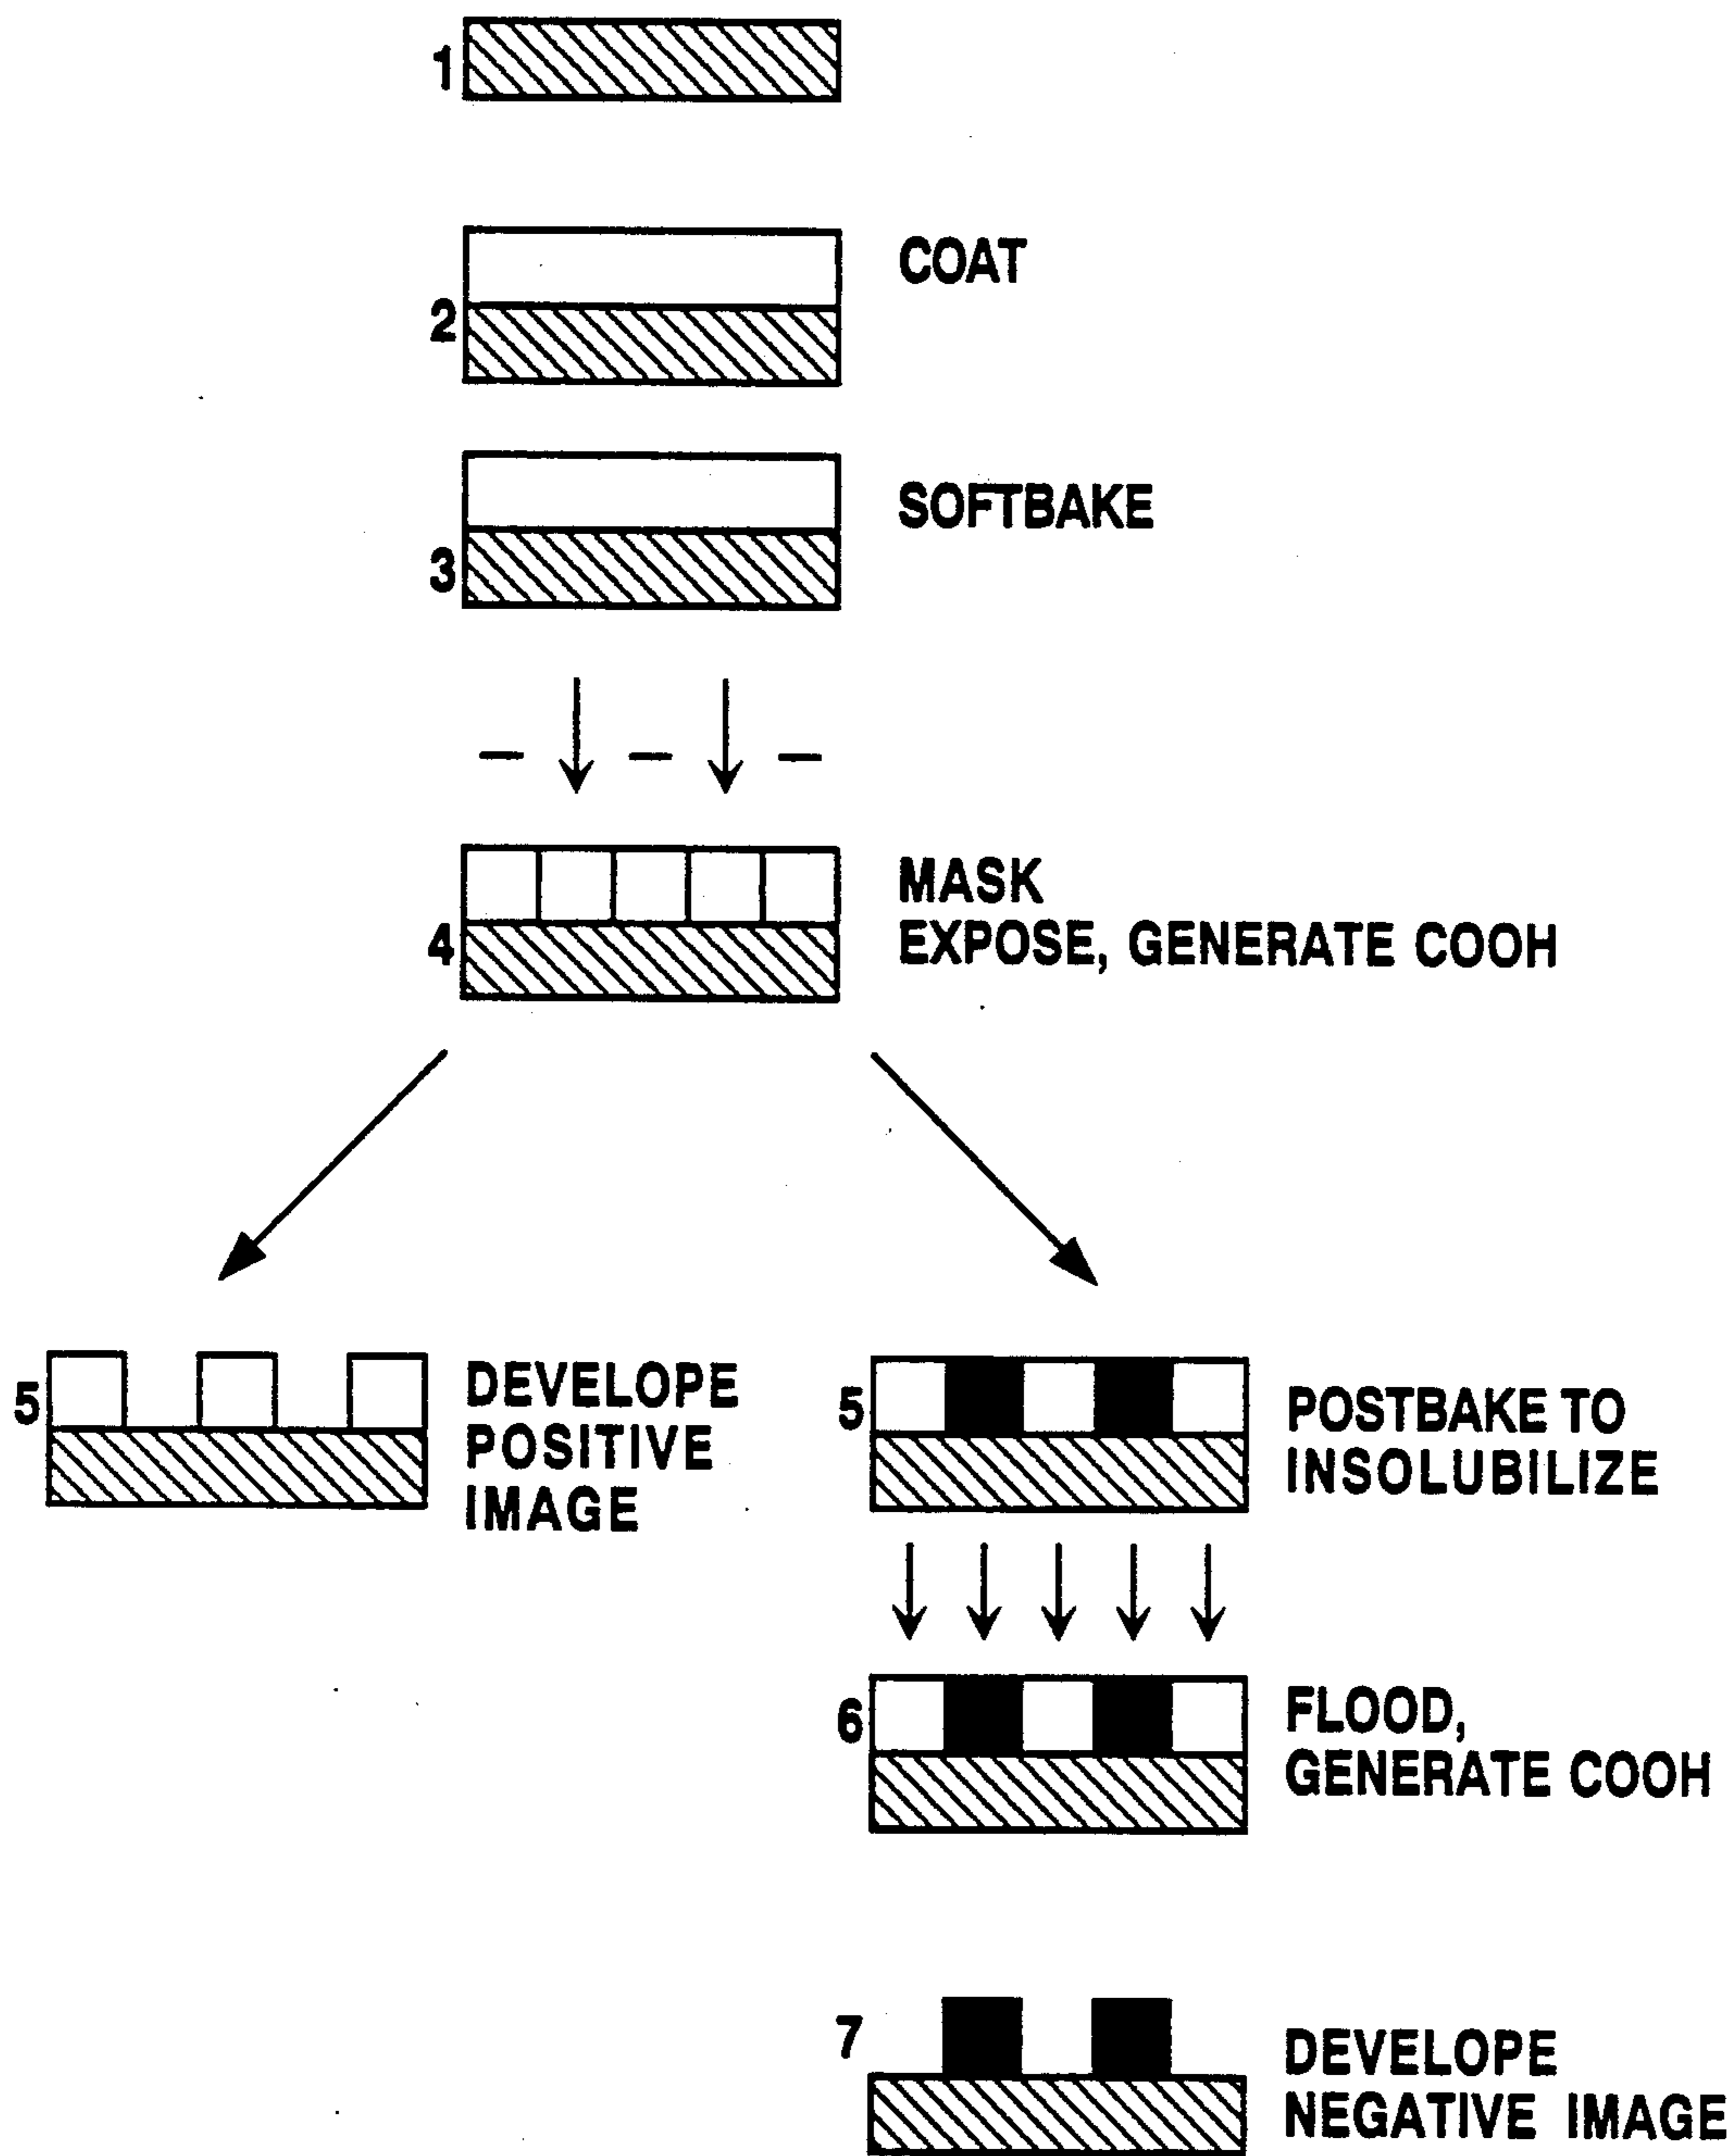 1
2
COAT
3
SOFTBAKE
4
MASK
EXPOSE, GENERATE COOH
5
DEVELOPE
POSITIVE
IMAGE
5
POSTBAKE TO
INSOLUBILIZE
6
FLOOD,
GENERATE COOH
7
DEVELOPE
NEGATIVE IMAGE